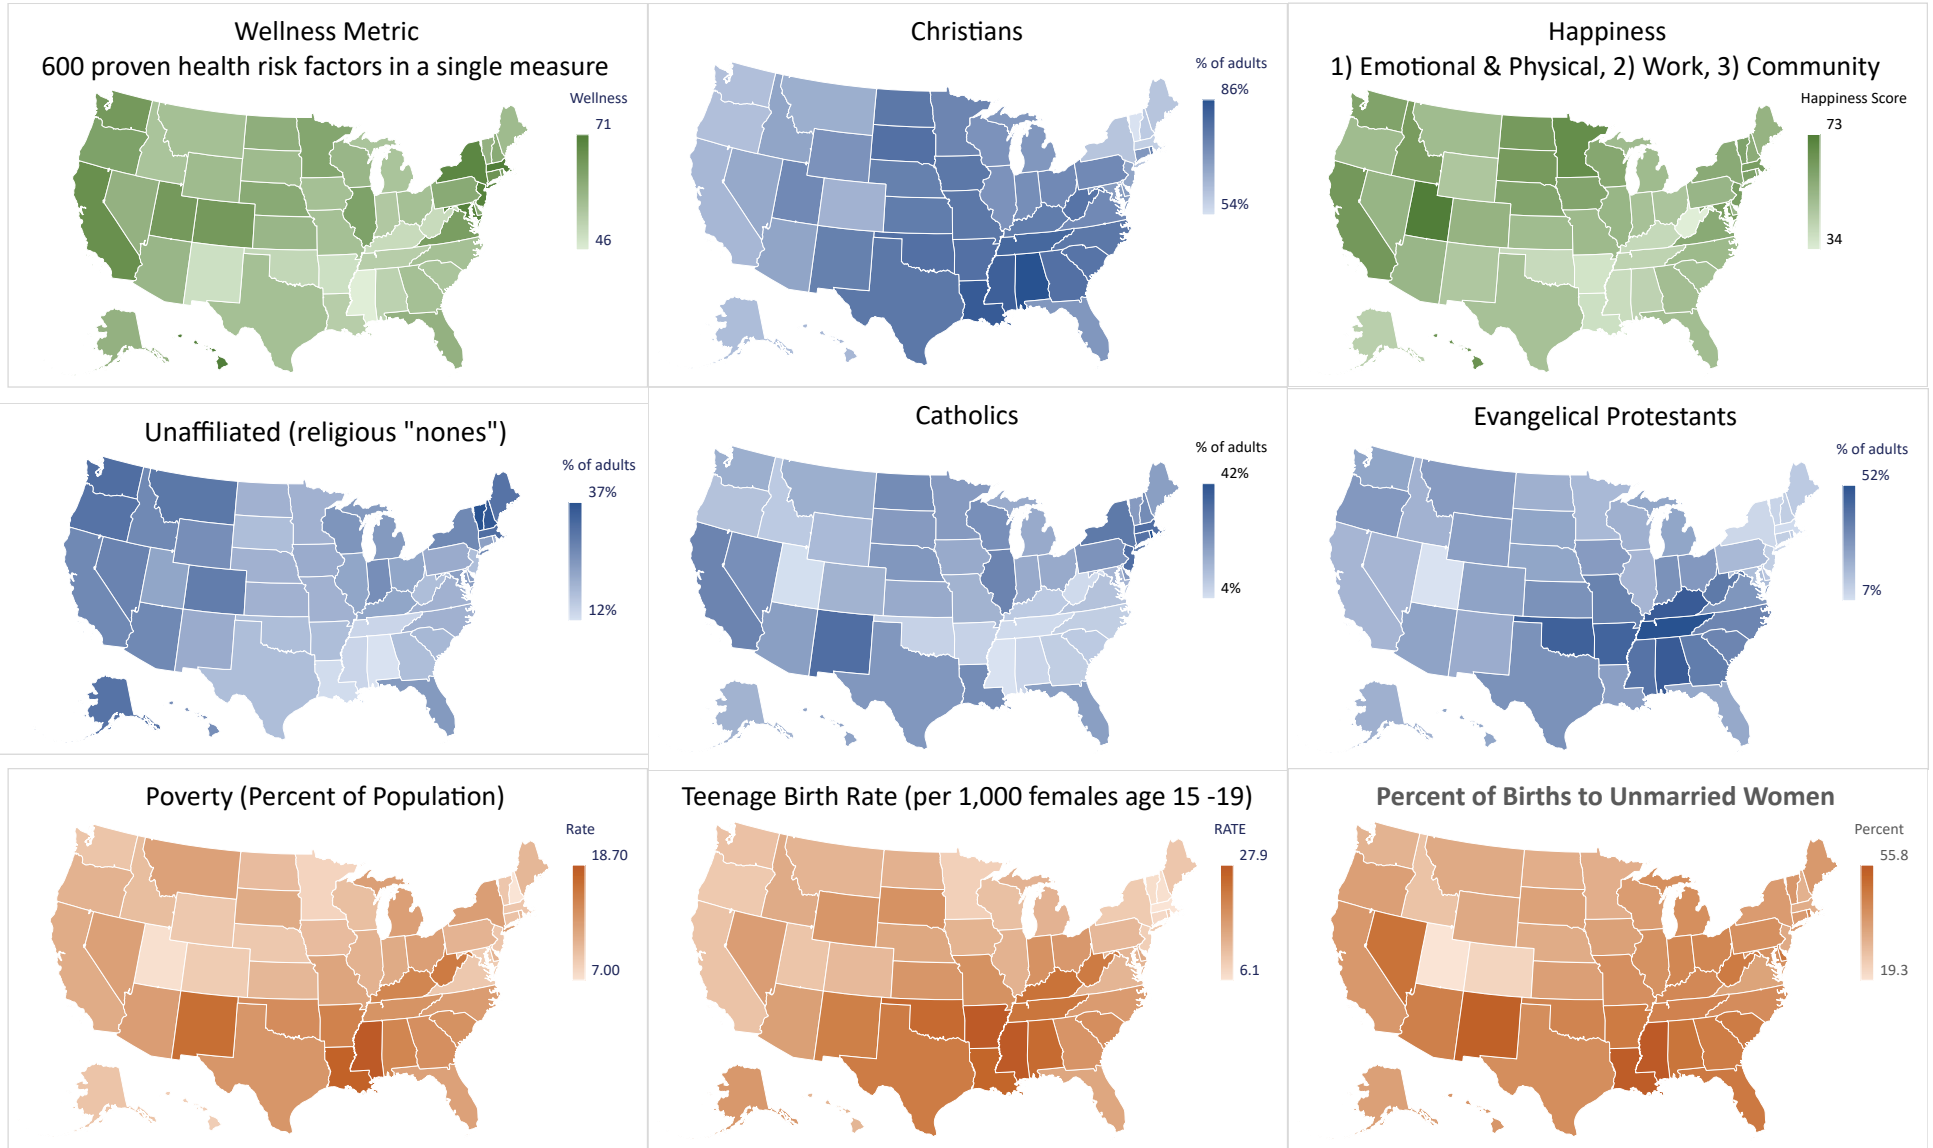 Wellness Metric
600 proven health risk factors in a single measure
Wellness
71
46
Christians
% of adults
86%
54%
Happiness
1) Emotional & Physical, 2) Work, 3) Community
Happiness Score
73
34
Unaffiliated (religious "nones")
% of adults
37%
12%
Catholics
% of adults
42%
4%
Evangelical Protestants
% of adults
52%
7%
Poverty (Percent of Population)
Rate
18.70
7.00
Teenage Birth Rate (per 1,000 females age 15 -19)
RATE
27.9
6.1
Percent of Births to Unmarried Women
Percent
55.8
19.3